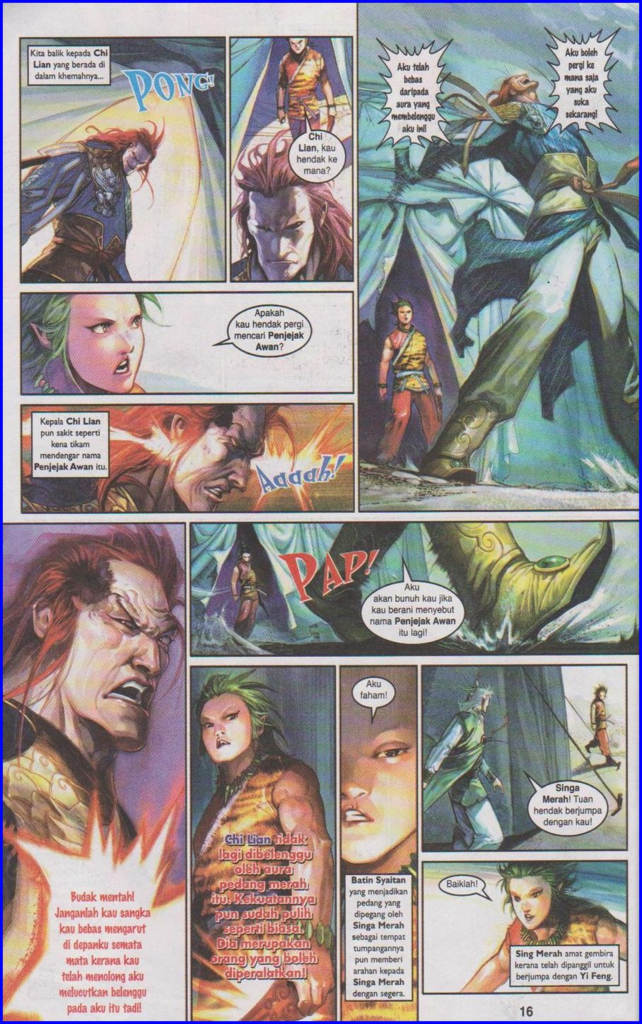 Kita balik kepada Chi
Lian yang berada di
dalam khemahnya...
PONG!
Chi
Lian, kau
hendak ke
mana?
Aku telah
bebas
daripada
aura yang
membelenggu
aku ini!
Aku boleh
pergi ke
mana saja
yang aku
suka
sekarang!
Apakah
kau hendak pergi
mencari Penjejak
Awan?
Kepala Chi Lian
pun sakit seperti
kena tikam
mendengar nama
Penjejak Awan itu.
Aaaah!
PAP!
Aku
akan bunuh kau jika
kau berani menyebut
nama Penjejak Awan
itu lagi!
Budak mentah!
Janganlah kau sangka
kau bebas mengarut
di depanku semata
mata kerana kau
telah menolong aku
melucutkan belenggu
pada aku itu tadi!
Chi Lian tidak
lagi dibelenggu
oleh aura
pedang merah
itu. Kekuatannya
pun sudah pulih
seperti biasa.
Dia merupakan
orang yang boleh
diperalatkan!
Aku
faham!
Batin Syaitan
yang menjadikan
pedang yang
dipegang oleh
Singa Merah
sebagai tempat
tumpangannya
pun memberi
arahan kepada
Singa Merah
dengan segera.
Singa
Merah! Tuan
hendak berjumpa
dengan kau!
Baiklah!
Sing Merah amat gembira
kerana telah dipanggil untuk
berjumpa dengan Yi Feng.
16